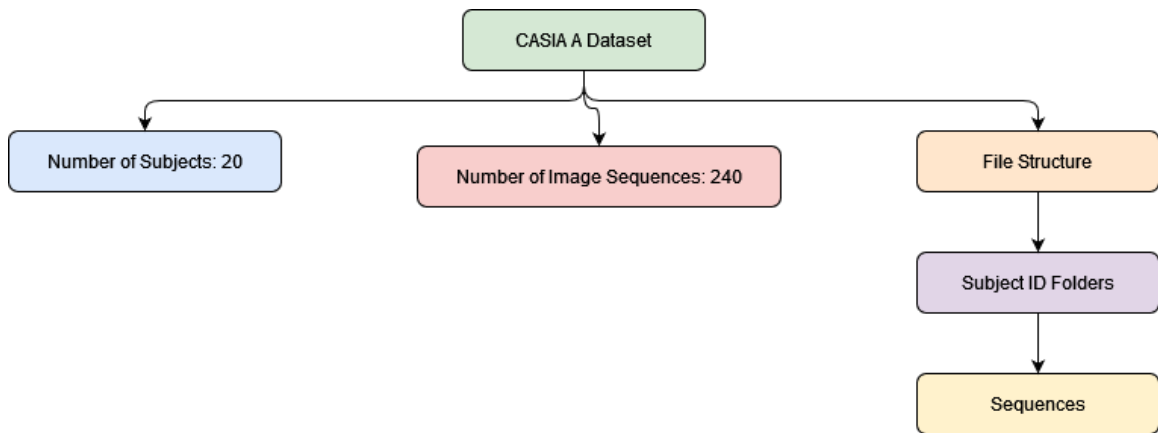 CASIA A Dataset
Number of Subjects: 20
Number of Image Sequences: 240
File Structure
Subject ID Folders
Sequences